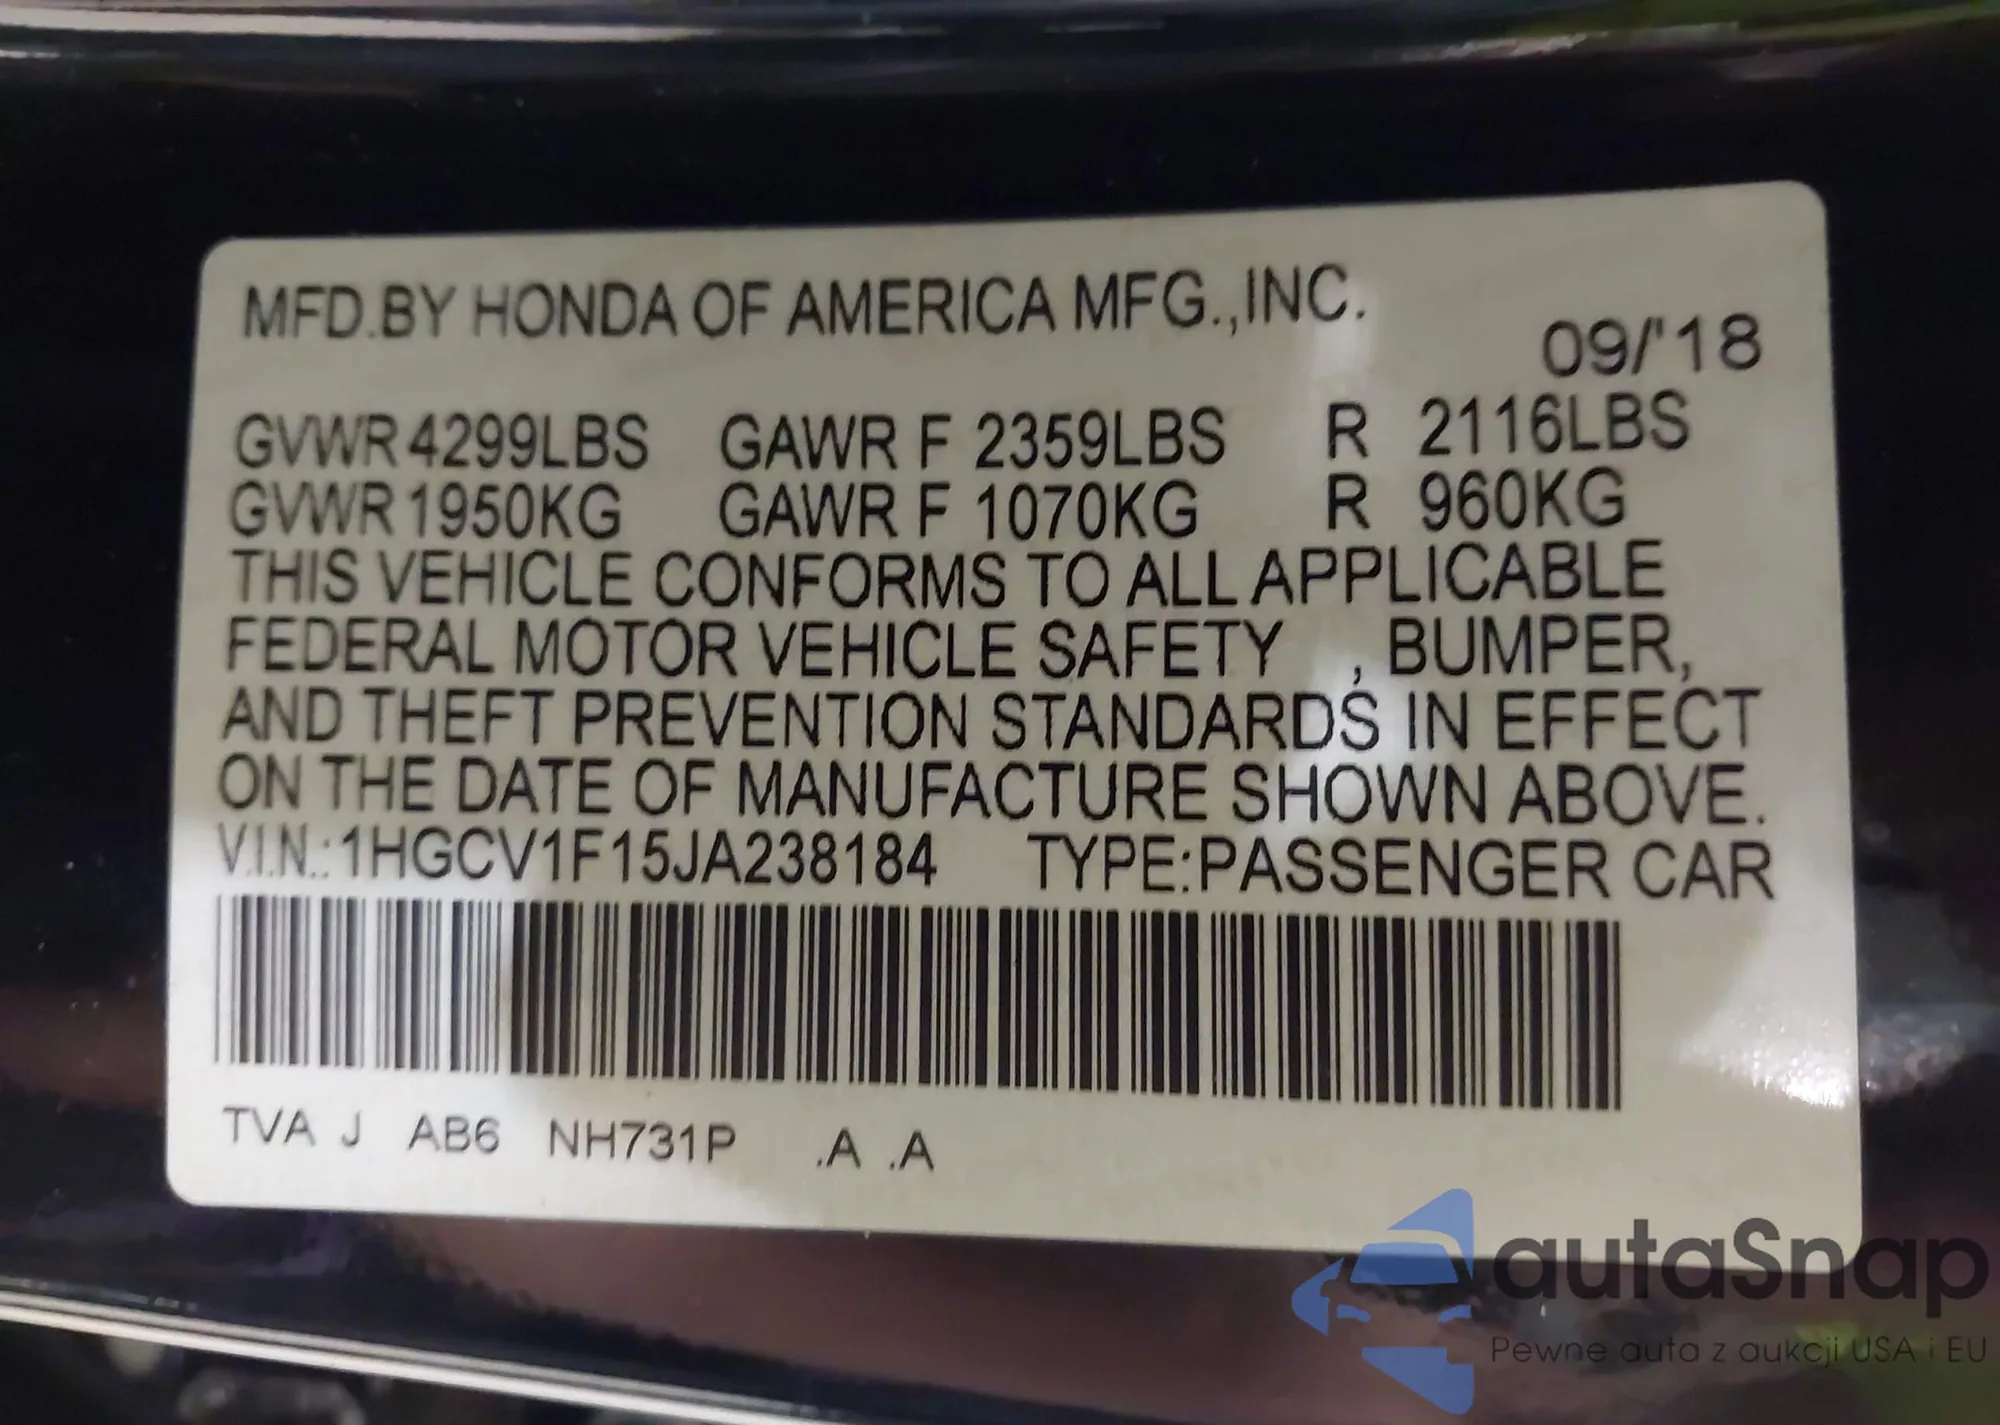 MFD.BY HONDA OF AMERICA MFG.,INC.
09/'18
GVWR 4299LBS GAWR F 2359LBS R 2116LBS
GVWR 1950KG GAWR F 1070KG R 960KG
THIS VEHICLE CONFORMS TO ALL APPLICABLE
FEDERAL MOTOR VEHICLE SAFETY , BUMPER,
AND THEFT PREVENTION STANDARDS IN EFFECT
ON THE DATE OF MANUFACTURE SHOWN ABOVE.
V.I.N.:1HGCV1F15JA238184 TYPE:PASSENGER CAR
TVA J AB6 NH731P .A .A
autaSnap
Pewne auta z aukcji USA i EU